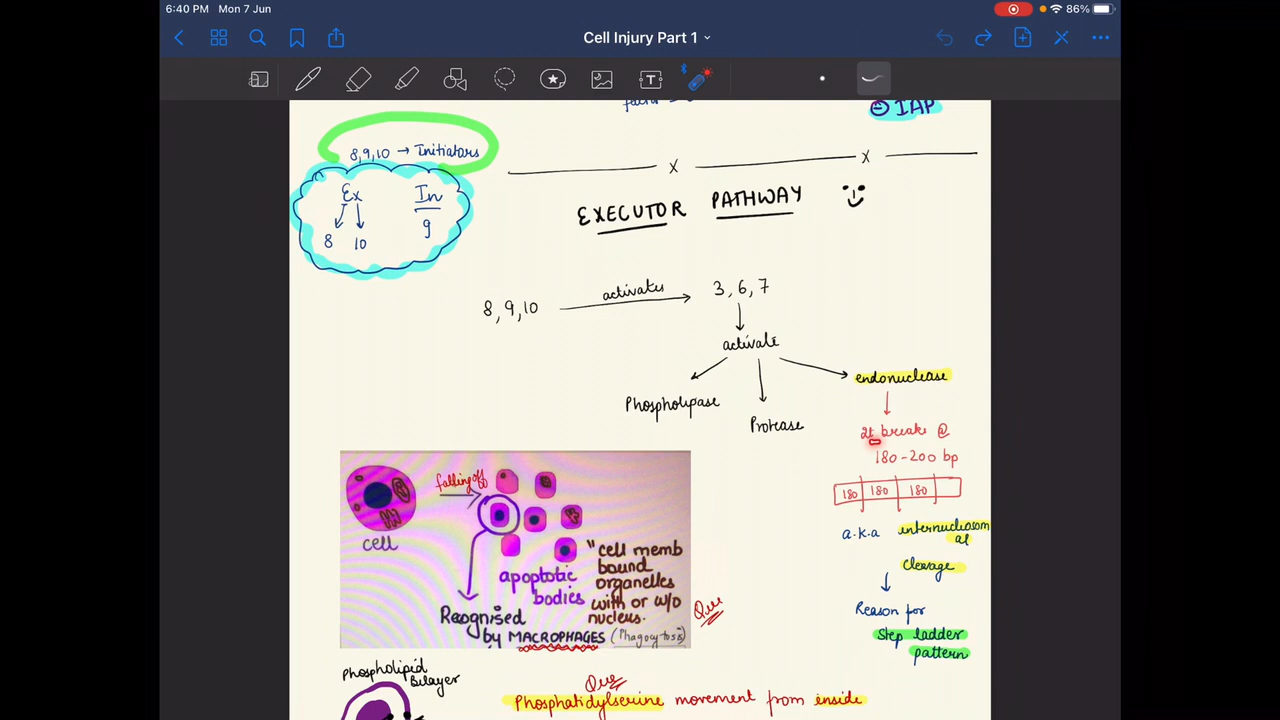 6:40 PM Mon 7 Jun
86%
Cell Injury Part 1
factor →
⊖ IAP
8,9,10 → Initiators
Ex In
8 10 9
x x
EXECUTOR PATHWAY
8,9,10 activates 3,6,7
activate
Phospholipase
Protease
endonuclease
It breaks @
180-200 bp
180 180 180
a.k.a internucleosomal
cleavage
Reason for
Step ladder
pattern
cell
falling off
apoptotic
bodies
"cell memb
bound
organelles
with or w/o
nucleus.
Recognised
by MACROPHAGES (Phagocytosis)
Que
Phospholipid
Bilayer
Que
Phosphatidylserine movement from inside